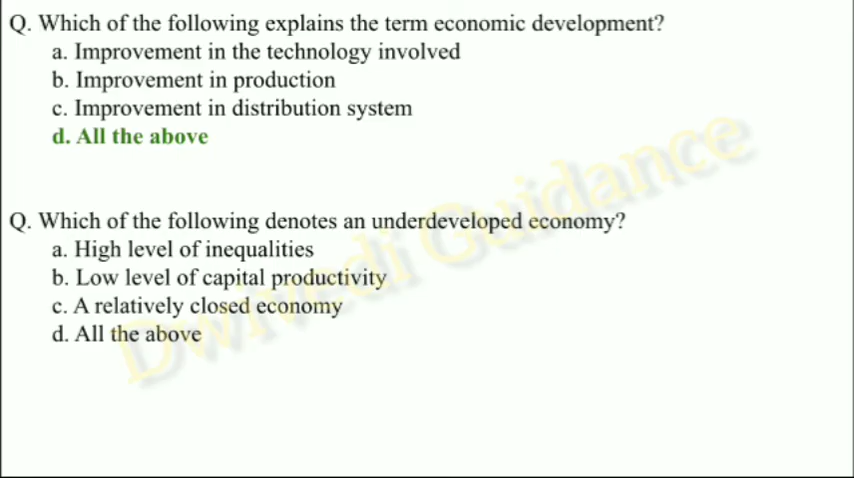 Q. Which of the following explains the term economic development?
a. Improvement in the technology involved
b. Improvement in production
c. Improvement in distribution system
d. All the above
Q. Which of the following denotes an underdeveloped economy?
a. High level of inequalities
b. Low level of capital productivity
c. A relatively closed economy
d. All the above
Dwivedi Guidance